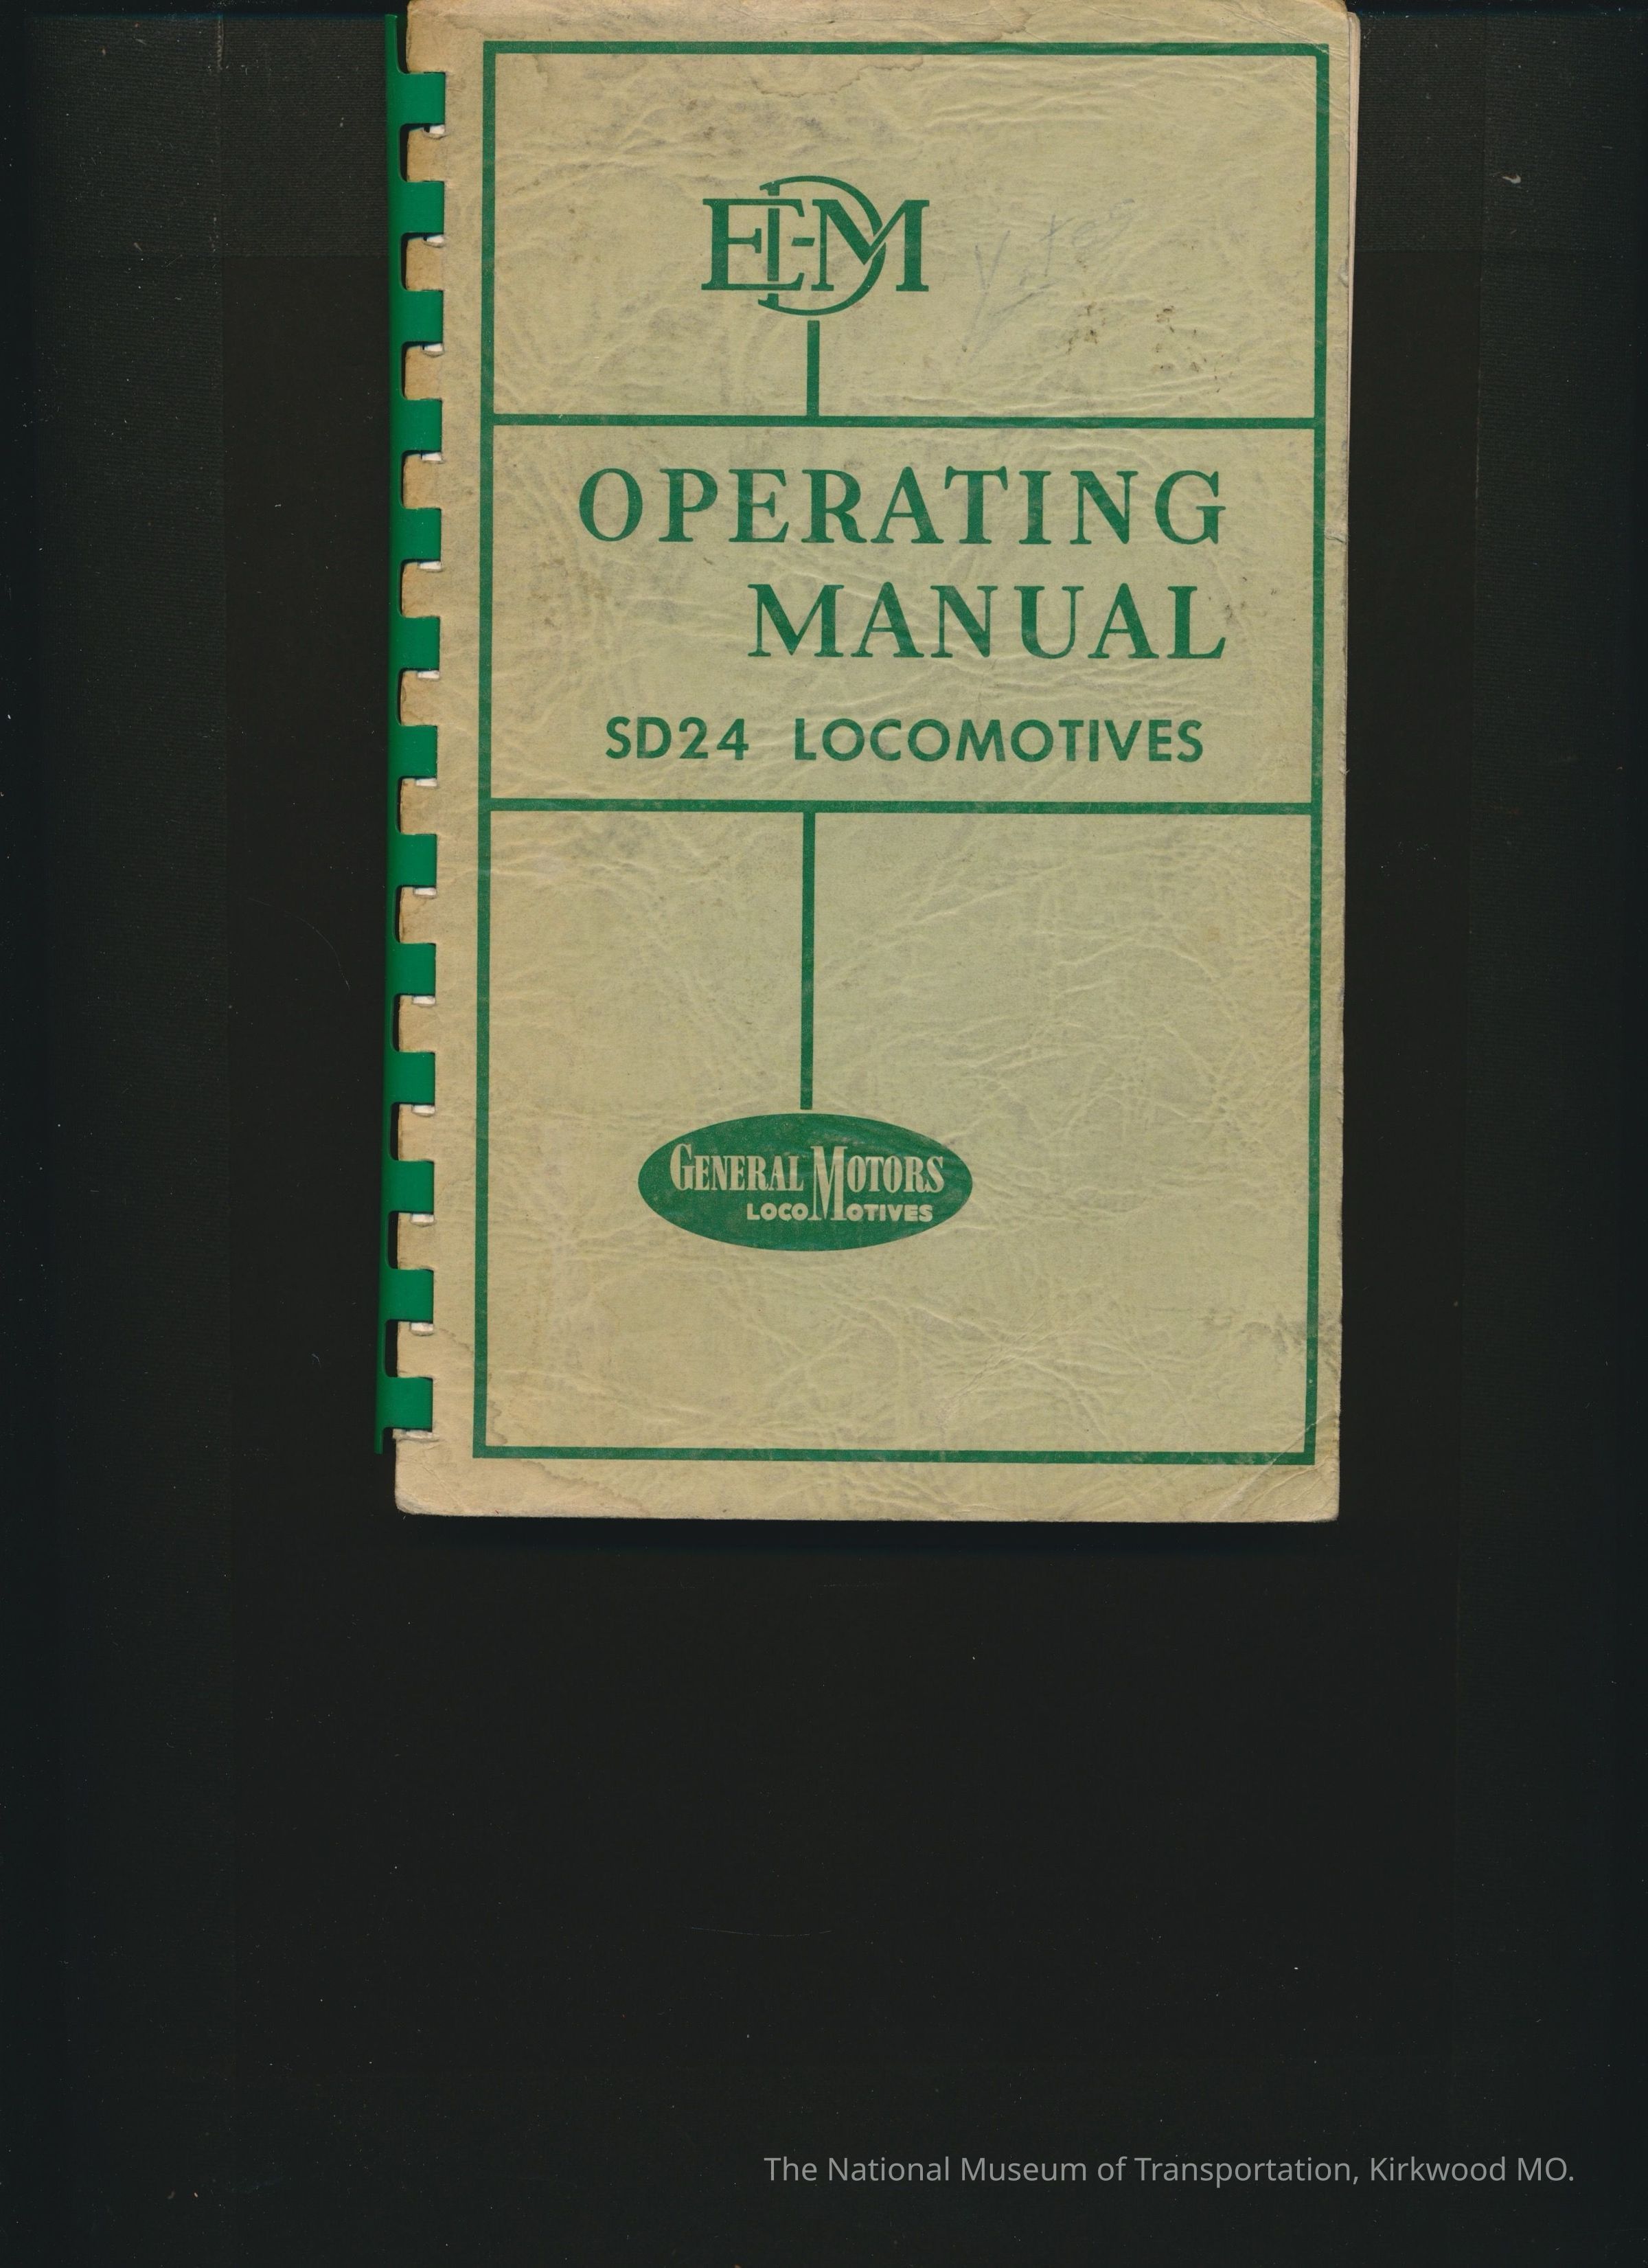 EMD
OPERATING
MANUAL
SD24 LOCOMOTIVES
GENERAL MOTORS
LOCOMOTIVES
The National Museum of Transportation, Kirkwood MO.